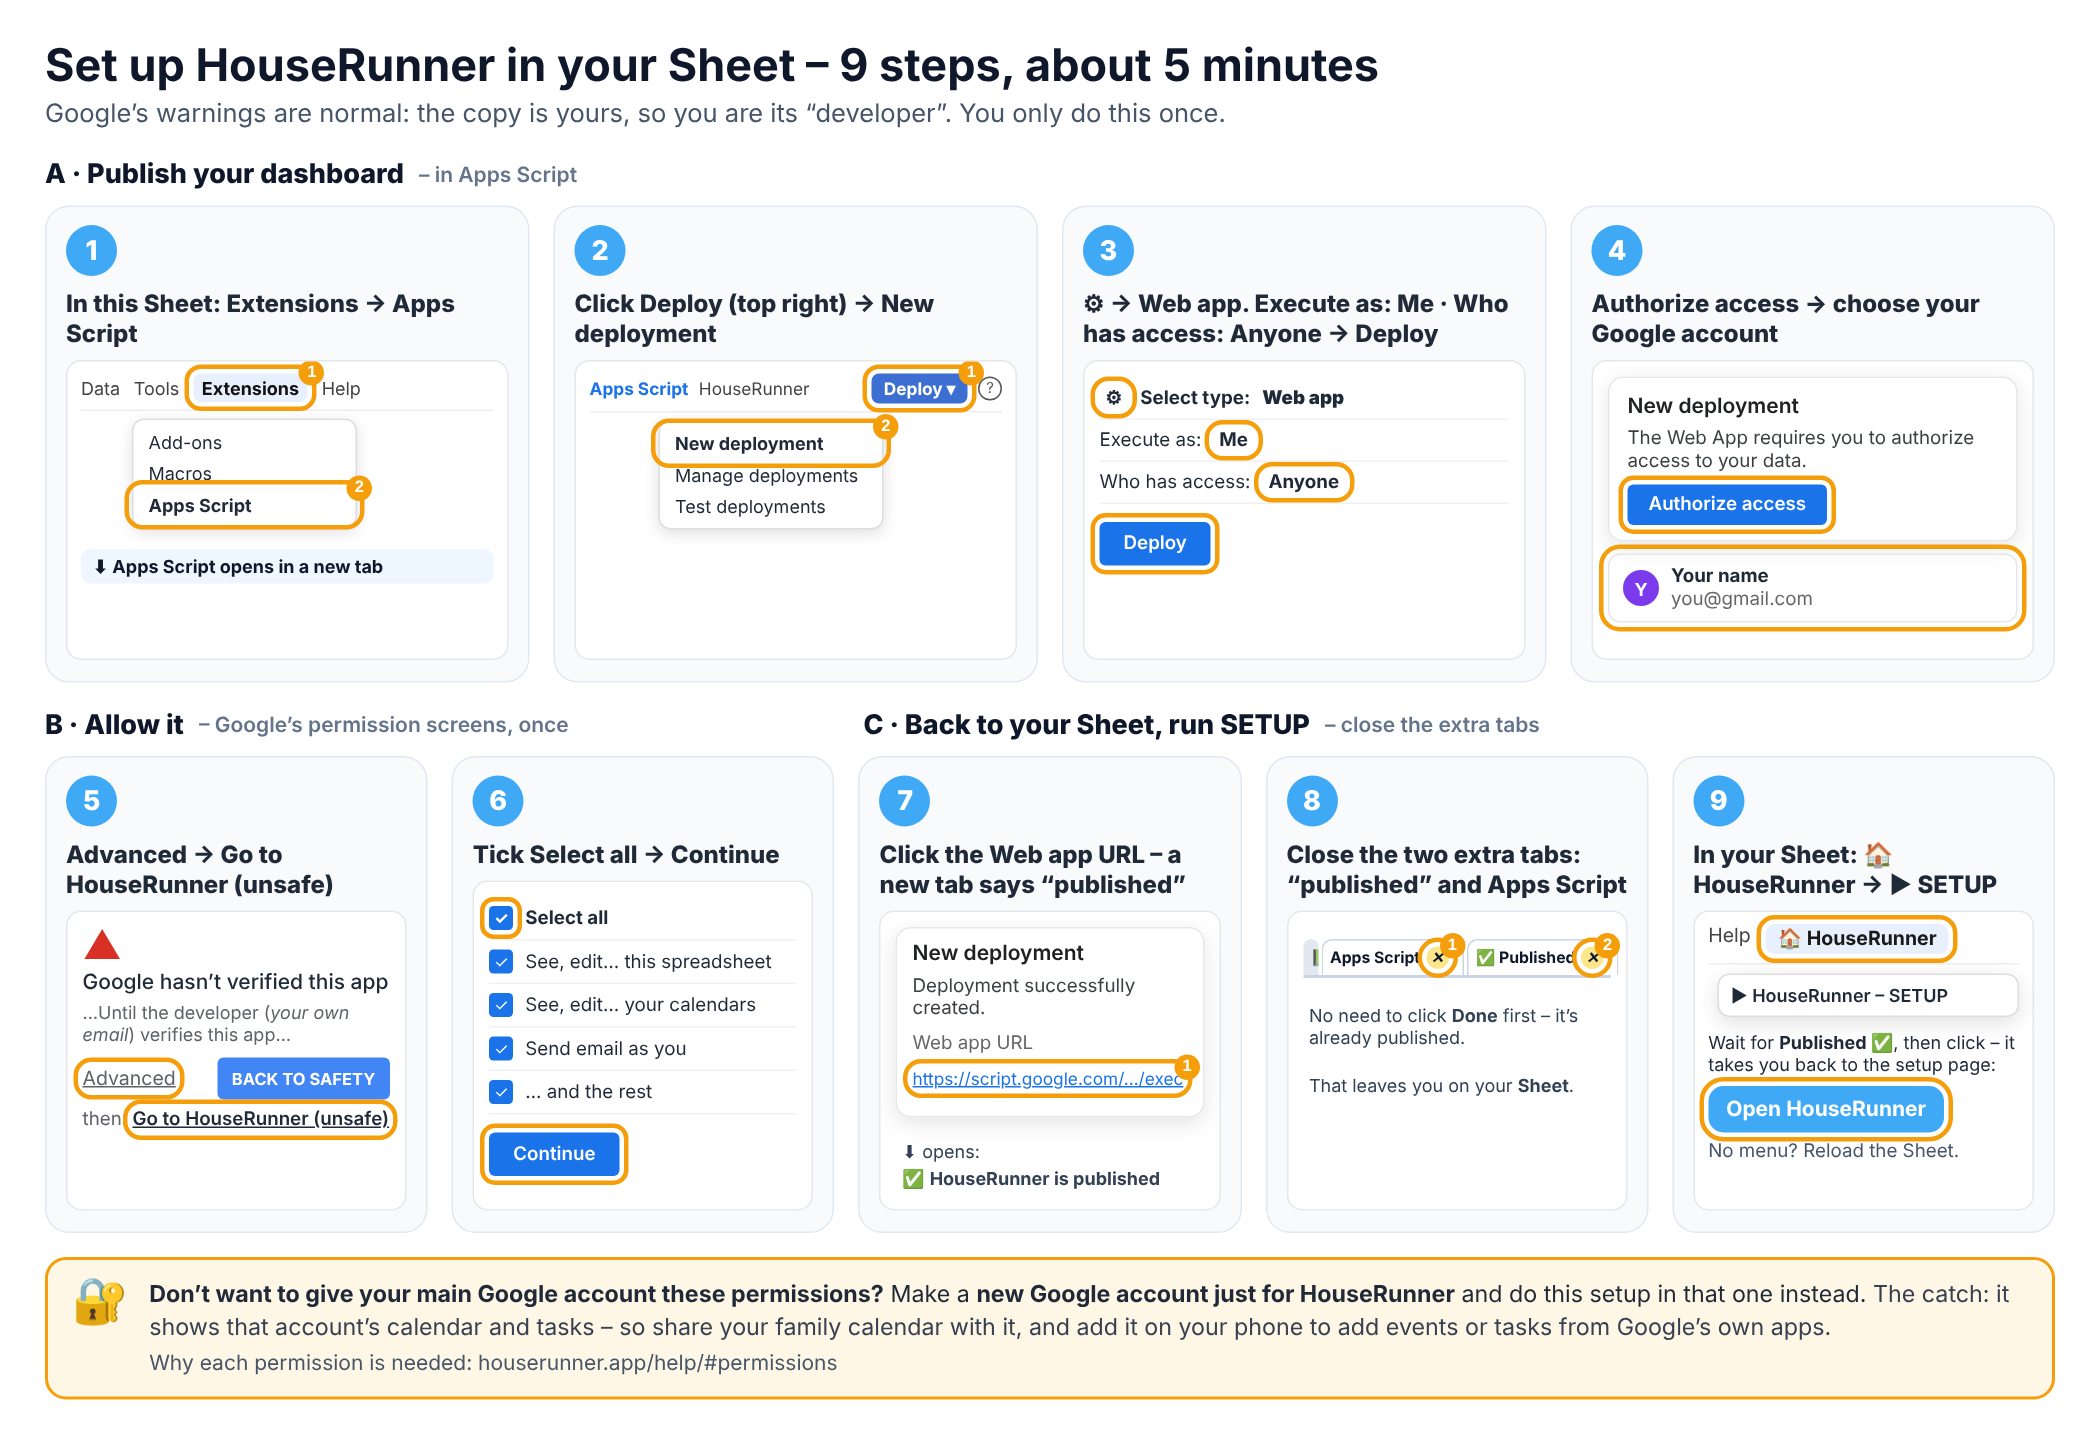 Set up HouseRunner in your Sheet – 9 steps, about 5 minutes
Google’s warnings are normal: the copy is yours, so you are its “developer”. You only do this once.
A · Publish your dashboard – in Apps Script
1
In this Sheet: Extensions → Apps
Script
Data Tools Extensions 1 Help
Add-ons
Macros
Apps Script 2
⬇ Apps Script opens in a new tab
2
Click Deploy (top right) → New
deployment
Apps Script HouseRunner Deploy ▾ 1 ?
New deployment 2
Manage deployments
Test deployments
3
⚙ → Web app. Execute as: Me · Who
has access: Anyone → Deploy
⚙ Select type: Web app
Execute as: Me
Who has access: Anyone
Deploy
4
Authorize access → choose your
Google account
New deployment
The Web App requires you to authorize
access to your data.
Authorize access
Y
Your name
you@gmail.com
B · Allow it – Google’s permission screens, once
5
Advanced → Go to
HouseRunner (unsafe)
Google hasn’t verified this app
...Until the developer (your own
email) verifies this app...
Advanced BACK TO SAFETY
then Go to HouseRunner (unsafe)
6
Tick Select all → Continue
Select all
See, edit... this spreadsheet
See, edit... your calendars
Send email as you
... and the rest
Continue
C · Back to your Sheet, run SETUP – close the extra tabs
7
Click the Web app URL – a
new tab says “published”
New deployment
Deployment successfully
created.
Web app URL
https://script.google.com/.../exec 1
⬇ opens:
✅ HouseRunner is published
8
Close the two extra tabs:
“published” and Apps Script
Apps Script ✕ 1 ✅ Published ✕ 2
No need to click Done first – it’s
already published.
That leaves you on your Sheet.
9
In your Sheet: 🏠
HouseRunner → ▶ SETUP
Help 🏠 HouseRunner
▶ HouseRunner – SETUP
Wait for Published ✅, then click – it
takes you back to the setup page:
Open HouseRunner
No menu? Reload the Sheet.
🔐 Don’t want to give your main Google account these permissions? Make a new Google account just for HouseRunner and do this setup in that one instead. The catch: it
shows that account’s calendar and tasks – so share your family calendar with it, and add it on your phone to add events or tasks from Google’s own apps.
Why each permission is needed: houserunner.app/help/#permissions